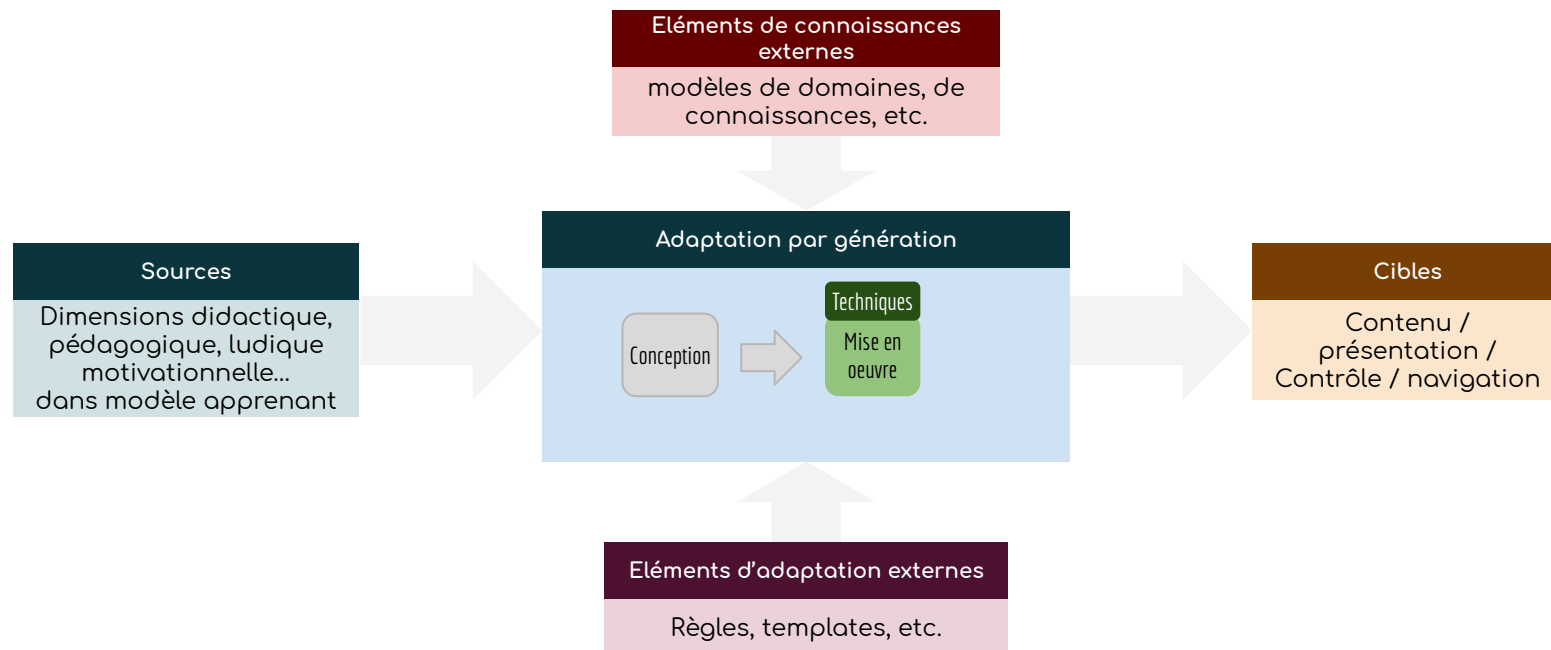 Eléments de connaissances
externes
modèles de domaines, de
connaissances, etc.
Adaptation par génération
Sources
Dimensions didactique,
pédagogique, ludique
motivationnelle...
dans modèle apprenant
Conception
Techniques
Mise en
oeuvre
Cibles
Contenu /
présentation /
Contrôle / navigation
Eléments d’adaptation externes
Règles, templates, etc.